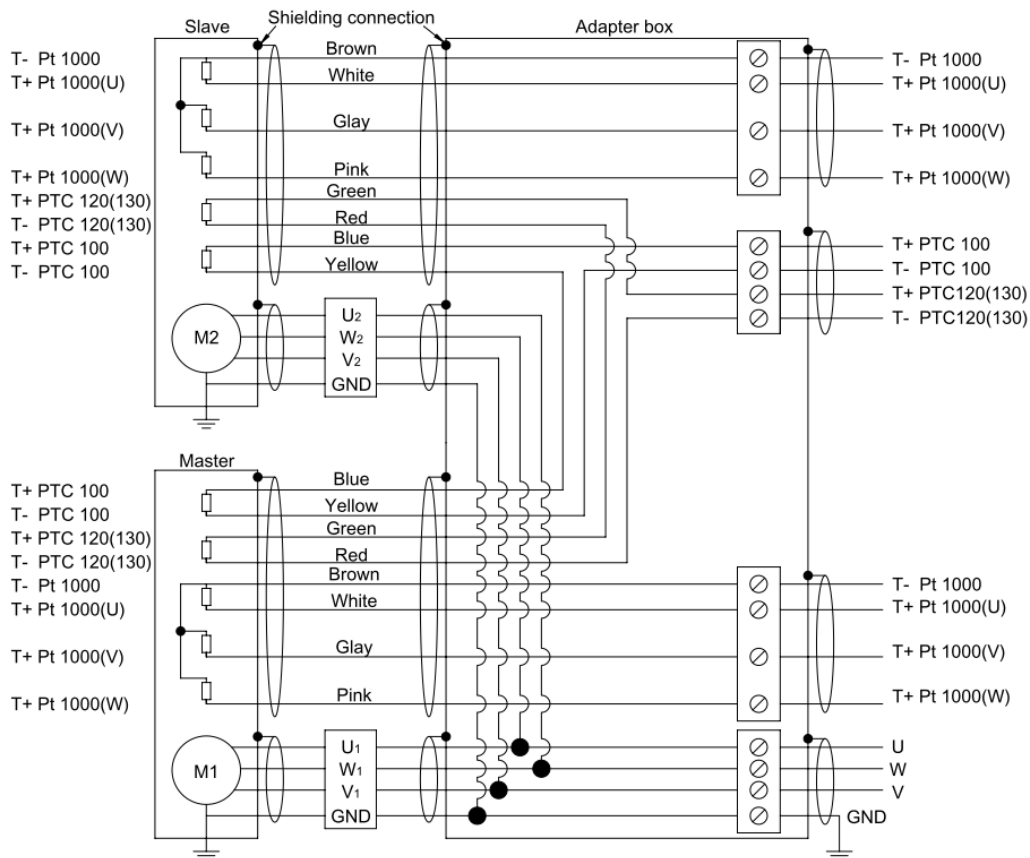 Slave
Shielding connection
Adapter box
T- Pt 1000
T+ Pt 1000(U)
T+ Pt 1000(V)
T+ Pt 1000(W)
T+ PTC 120(130)
T- PTC 120(130)
T+ PTC 100
T- PTC 100
Brown
White
Glay
Pink
Green
Red
Blue
Yellow
T- Pt 1000
T+ Pt 1000(U)
T+ Pt 1000(V)
T+ Pt 1000(W)
T+ PTC 100
T- PTC 100
T+ PTC120(130)
T- PTC120(130)
M2
U2
W2
V2
GND
Master
T+ PTC 100
T- PTC 100
T+ PTC 120(130)
T- PTC 120(130)
T- Pt 1000
T+ Pt 1000(U)
T+ Pt 1000(V)
T+ Pt 1000(W)
Blue
Yellow
Green
Red
Brown
White
Glay
Pink
T- Pt 1000
T+ Pt 1000(U)
T+ Pt 1000(V)
T+ Pt 1000(W)
M1
U1
W1
V1
GND
U
W
V
GND